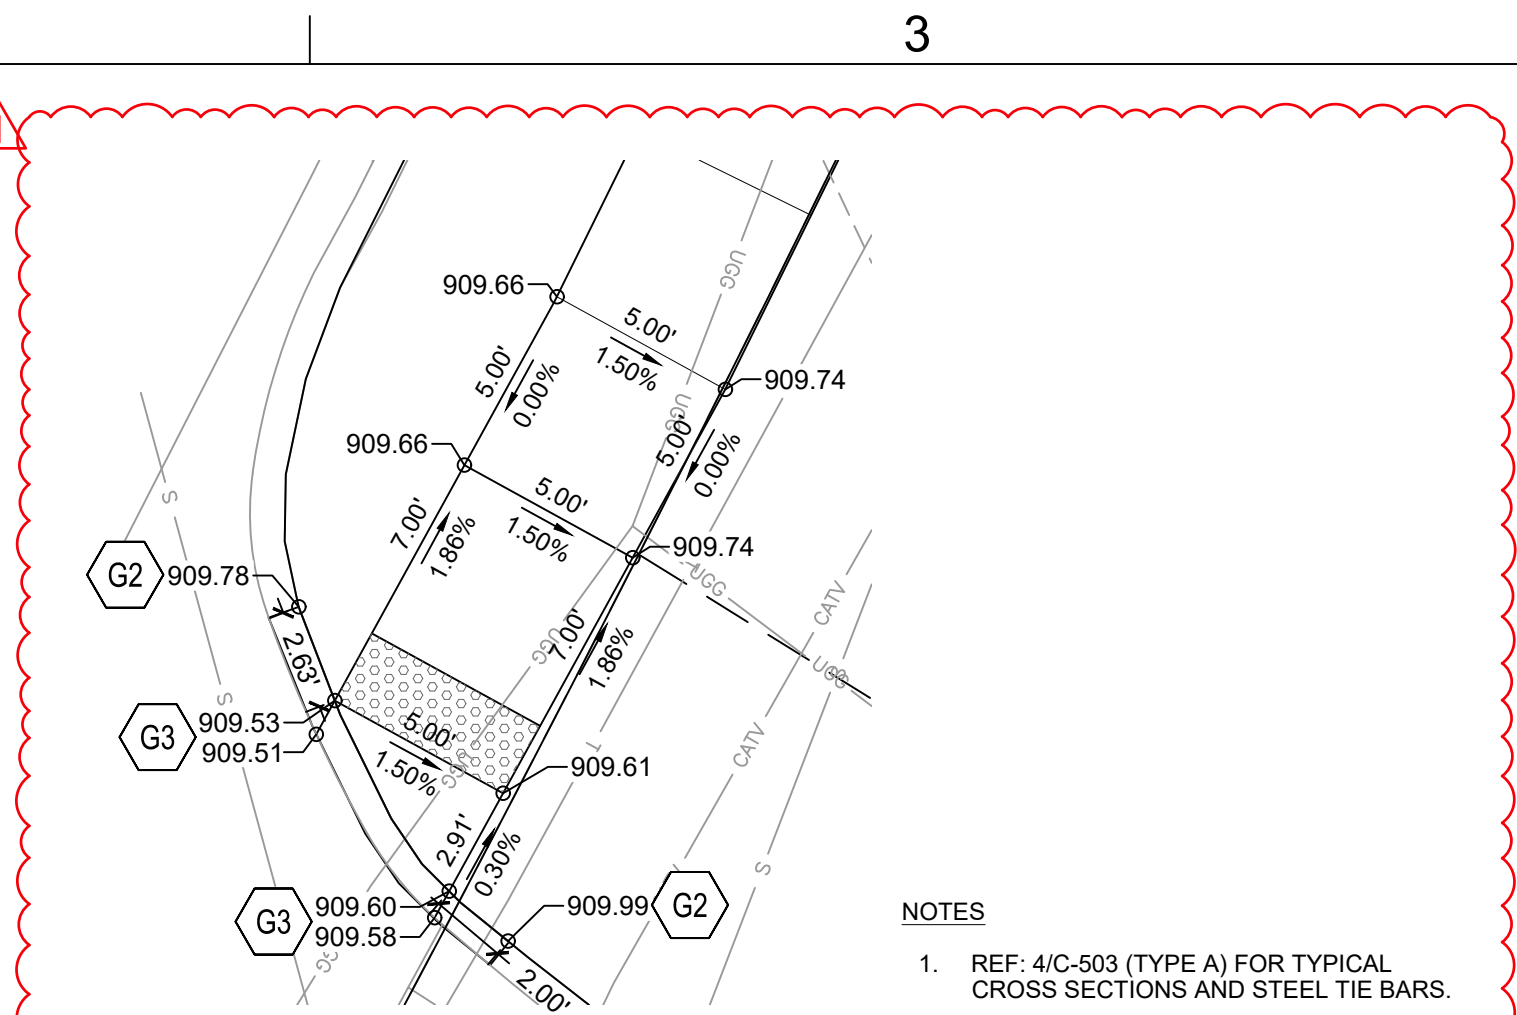 3
UGG
909.66
5.00'
1.50%
909.74
5.00'
0.00%
UGG
5.00'
0.00%
909.66
5.00'
1.50%
909.74
S
7.00'
1.86%
UGG
CATV
G2
909.78
2.63'
7.00'
1.86%
UGG
UGG
S
909.53
G3
909.51
5.00'
1.50%
UGG
T
CATV
909.61
2.91'
0.30%
S
G3
909.60
909.58
909.99
G2
2.00'
NOTES
1. REF: 4/C-503 (TYPE A) FOR TYPICAL
CROSS SECTIONS AND STEEL TIE BARS.